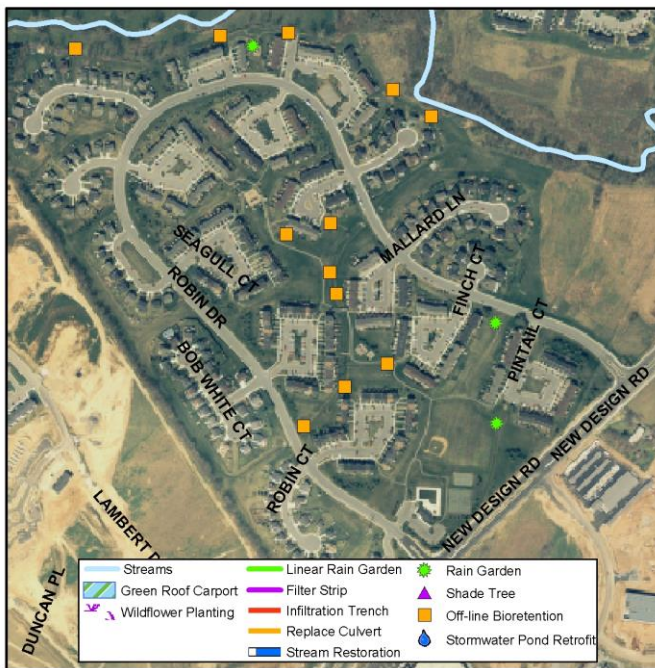 MALLARD LN
SEAGULL CT
FINCH CT
ROBIN DR
PINTAIL CT
BOB WHITE CT
NEW DESIGN RD
ROBIN CT
NEW DESIGN RD
LAMBERT D
DUNCAN PL
Streams
Green Roof Carport
Wildflower Planting
Linear Rain Garden
Filter Strip
Infiltration Trench
Replace Culvert
Stream Restoration
Rain Garden
Shade Tree
Off-line Bioretention
Stormwater Pond Retrofit